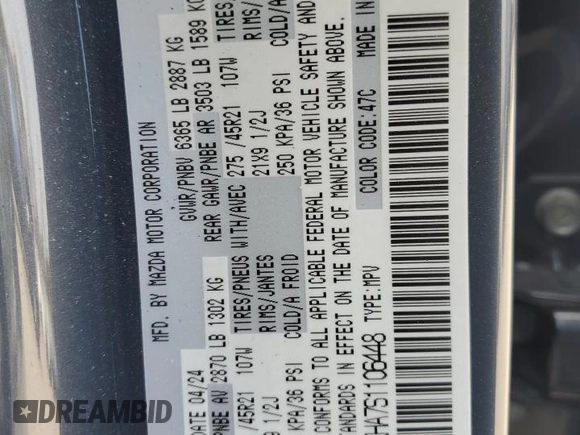 MFD. BY MAZDA MOTOR CORPORATION
DATE 04/24 GVWR/PNBV 6365 LB 2887 KG
PNBE AV 2870 LB 1302 KG REAR GAWR/PNBE AR 3503 LB 1589 KG
/45R21 107W TIRES/PNEUS WITH/AVEC 275 /45R21 107W TIRES/
9 1/2J RIMS/JANTES 21X9 1/2J RIMS/
KPA/36 PSI COLD/A FROID 250 KPA/36 PSI COLD/A
CONFORMS TO ALL APPLICABLE FEDERAL MOTOR VEHICLE SAFETY AND
STANDARDS IN EFFECT ON THE DATE OF MANUFACTURE SHOWN ABOVE.
HA7S1106448 TYPE:MPV COLOR CODE:47C MADE IN
DRIVEMOTIVE